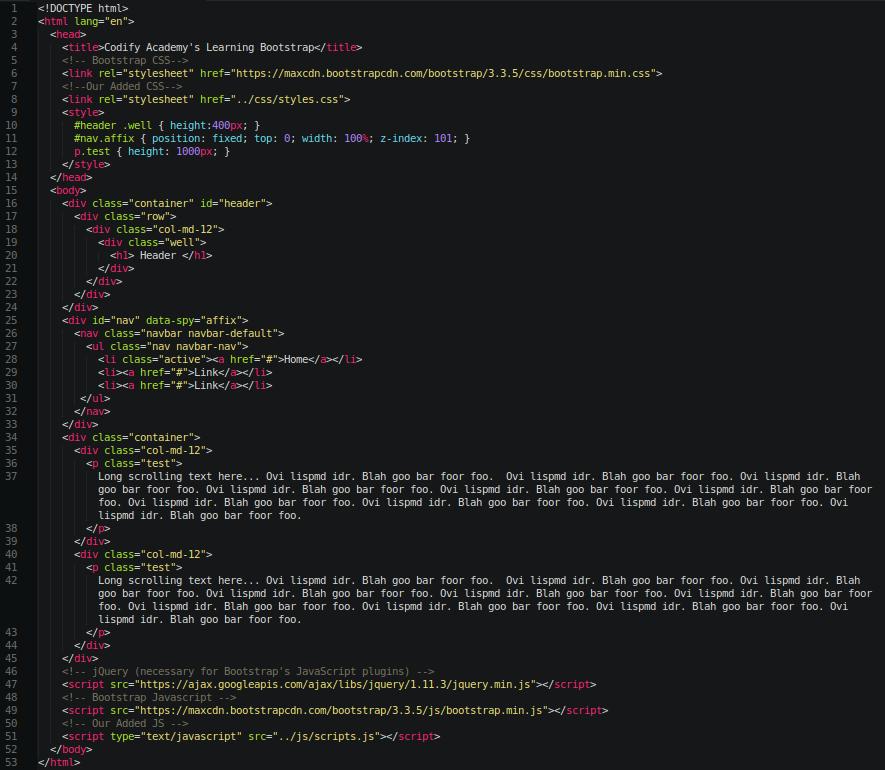 1 <!DOCTYPE html>
2 <html lang="en">
3   <head>
4     <title>Codify Academy's Learning Bootstrap</title>
5     <!-- Bootstrap CSS-->
6     <link rel="stylesheet" href="https://maxcdn.bootstrapcdn.com/bootstrap/3.3.5/css/bootstrap.min.css">
7     <!--Our Added CSS-->
8     <link rel="stylesheet" href="../css/styles.css">
9     <style>
10       #header .well { height:400px; }
11       #nav.affix { position: fixed; top: 0; width: 100%; z-index: 101; }
12       p.test { height: 1000px; }
13     </style>
14   </head>
15   <body>
16     <div class="container" id="header">
17       <div class="row">
18         <div class="col-md-12">
19           <div class="well">
20             <h1> Header </h1>
21           </div>
22         </div>
23       </div>
24     </div>
25     <div id="nav" data-spy="affix">
26       <nav class="navbar navbar-default">
27         <ul class="nav navbar-nav">
28           <li class="active"><a href="#">Home</a></li>
29           <li><a href="#">Link</a></li>
30           <li><a href="#">Link</a></li>
31        </ul>
32       </nav>
33     </div>
34     <div class="container">
35       <div class="col-md-12">
36         <p class="test">
37           Long scrolling text here... Ovi lispmd idr. Blah goo bar foor foo.  Ovi lispmd idr. Blah goo bar foor foo. Ovi lispmd idr. Blah
goo bar foor foo. Ovi lispmd idr. Blah goo bar foor foo. Ovi lispmd idr. Blah goo bar foor foo. Ovi lispmd idr. Blah goo bar foor
foo. Ovi lispmd idr. Blah goo bar foor foo. Ovi lispmd idr. Blah goo bar foor foo. Ovi lispmd idr. Blah goo bar foor foo. Ovi
lispmd idr. Blah goo bar foor foo.
38         </p>
39       </div>
40       <div class="col-md-12">
41         <p class="test">
42           Long scrolling text here... Ovi lispmd idr. Blah goo bar foor foo.  Ovi lispmd idr. Blah goo bar foor foo. Ovi lispmd idr. Blah
goo bar foor foo. Ovi lispmd idr. Blah goo bar foor foo. Ovi lispmd idr. Blah goo bar foor foo. Ovi lispmd idr. Blah goo bar foor
foo. Ovi lispmd idr. Blah goo bar foor foo. Ovi lispmd idr. Blah goo bar foor foo. Ovi lispmd idr. Blah goo bar foor foo. Ovi
lispmd idr. Blah goo bar foor foo.
43         </p>
44       </div>
45     </div>
46     <!-- jQuery (necessary for Bootstrap's JavaScript plugins) -->
47     <script src="https://ajax.googleapis.com/ajax/libs/jquery/1.11.3/jquery.min.js"></script>
48     <!-- Bootstrap Javascript -->
49     <script src="https://maxcdn.bootstrapcdn.com/bootstrap/3.3.5/js/bootstrap.min.js"></script>
50     <!-- Our Added JS -->
51     <script type="text/javascript" src="../js/scripts.js"></script>
52   </body>
53 </html>